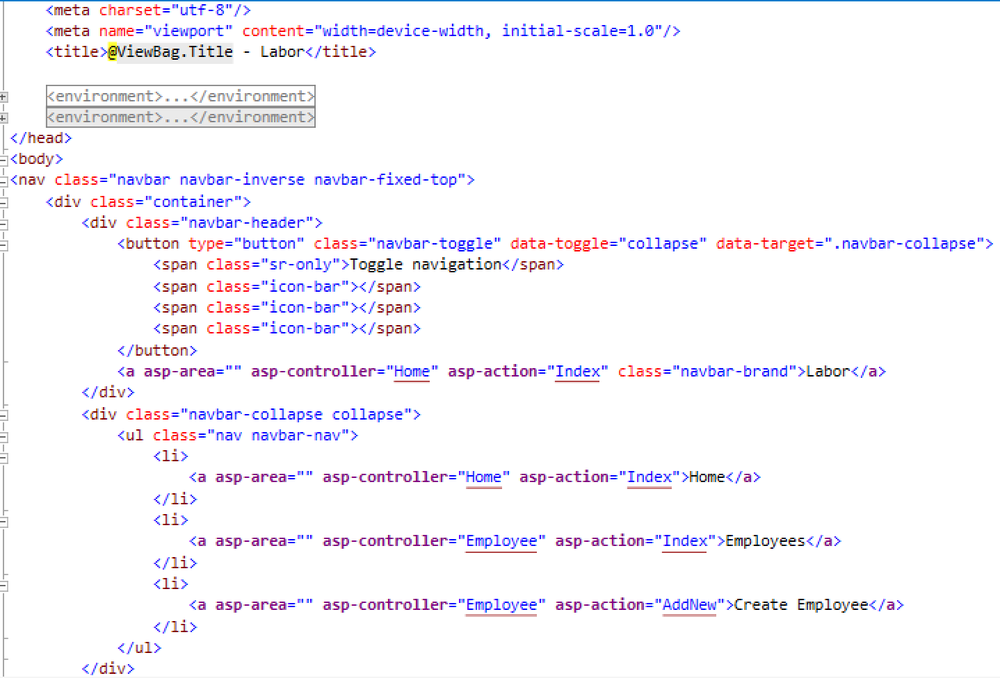 <meta charset="utf-8"/>
<meta name="viewport" content="width=device-width, initial-scale=1.0"/>
<title>@ViewBag.Title - Labor</title>
<environment>...</environment>
<environment>...</environment>
</head>
<body>
<nav class="navbar navbar-inverse navbar-fixed-top">
<div class="container">
<div class="navbar-header">
<button type="button" class="navbar-toggle" data-toggle="collapse" data-target=".navbar-collapse">
<span class="sr-only">Toggle navigation</span>
<span class="icon-bar"></span>
<span class="icon-bar"></span>
<span class="icon-bar"></span>
</button>
<a asp-area="" asp-controller="Home" asp-action="Index" class="navbar-brand">Labor</a>
</div>
<div class="navbar-collapse collapse">
<ul class="nav navbar-nav">
<li>
<a asp-area="" asp-controller="Home" asp-action="Index">Home</a>
</li>
<li>
<a asp-area="" asp-controller="Employee" asp-action="Index">Employees</a>
</li>
<li>
<a asp-area="" asp-controller="Employee" asp-action="AddNew">Create Employee</a>
</li>
</ul>
</div>